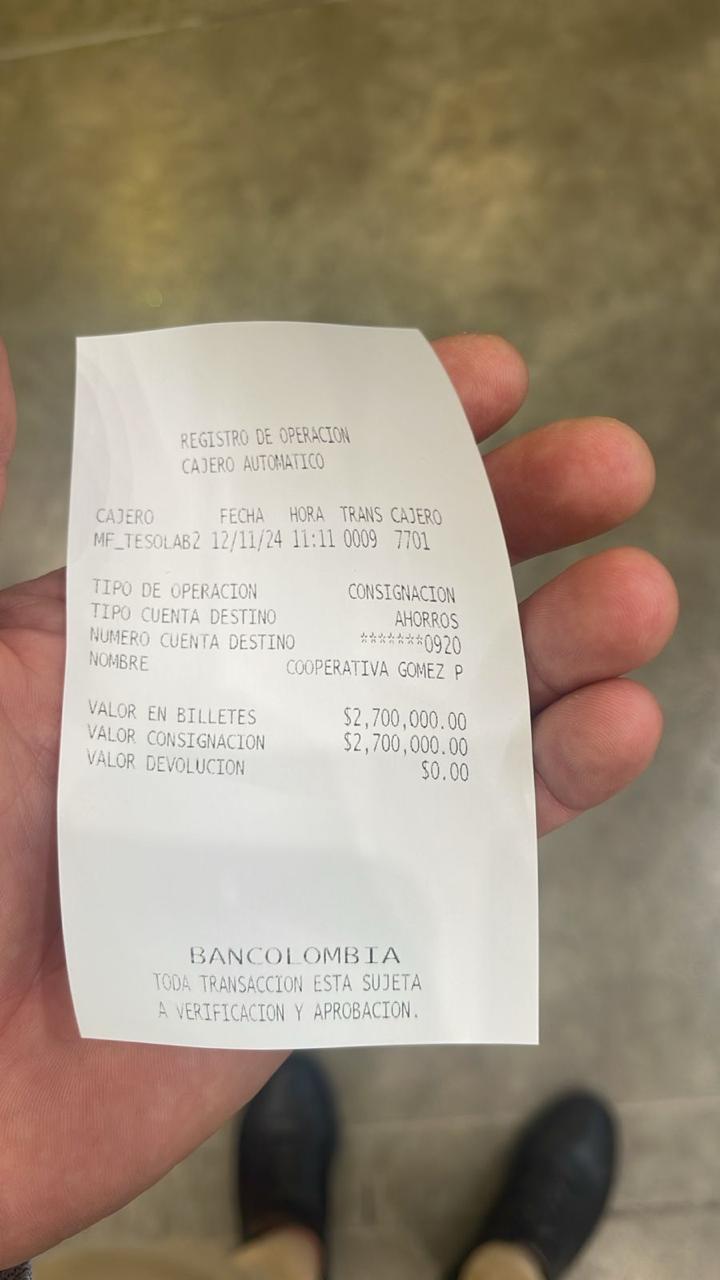 REGISTRO DE OPERACION
CAJERO AUTOMATICO
CAJERO FECHA HORA TRANS CAJERO
MF_TESOLAB2 12/11/24 11:11 0009 7701
TIPO DE OPERACION CONSIGNACION
TIPO CUENTA DESTINO AHORROS
NUMERO CUENTA DESTINO *******0920
NOMBRE COOPERATIVA GOMEZ P
VALOR EN BILLETES $2,700,000.00
VALOR CONSIGNACION $2,700,000.00
VALOR DEVOLUCION $0.00
BANCOLOMBIA
TODA TRANSACCION ESTA SUJETA
A VERIFICACION Y APROBACION.